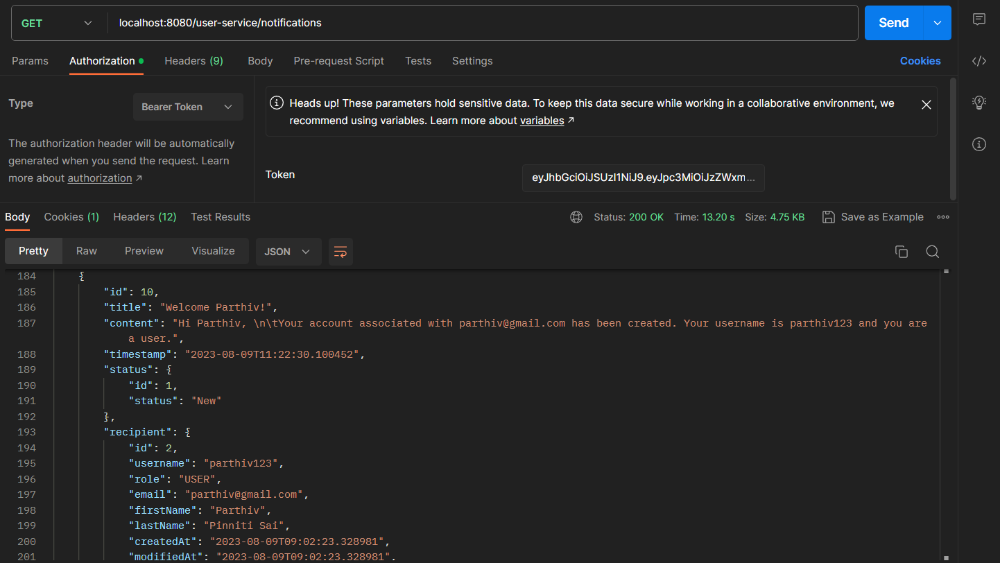 GET localhost:8080/user-service/notifications Send
Params Authorization Headers (9) Body Pre-request Script Tests Settings Cookies
Type Bearer Token
The authorization header will be automatically
generated when you send the request. Learn
more about authorization ↗
Heads up! These parameters hold sensitive data. To keep this data secure while working in a collaborative environment, we
recommend using variables. Learn more about variables ↗
Token eyJhbGciOiJSUzI1NiJ9.eyJpc3MiOiJzZWxm...
Body Cookies (1) Headers (12) Test Results Status: 200 OK Time: 13.20 s Size: 4.75 KB Save as Example
Pretty Raw Preview Visualize JSON
184 {
185 "id": 10,
186 "title": "Welcome Parthiv!",
187 "content": "Hi Parthiv, \n\tYour account associated with parthiv@gmail.com has been created. Your username is parthiv123 and you are
a user.",
188 "timestamp": "2023-08-09T11:22:30.100452",
189 "status": {
190 "id": 1,
191 "status": "New"
192 },
193 "recipient": {
194 "id": 2,
195 "username": "parthiv123",
196 "role": "USER",
197 "email": "parthiv@gmail.com",
198 "firstName": "Parthiv",
199 "lastName": "Pinniti Sai",
200 "createdAt": "2023-08-09T09:02:23.328981",
201 "modifiedAt": "2023-08-09T09:02:23.328981",